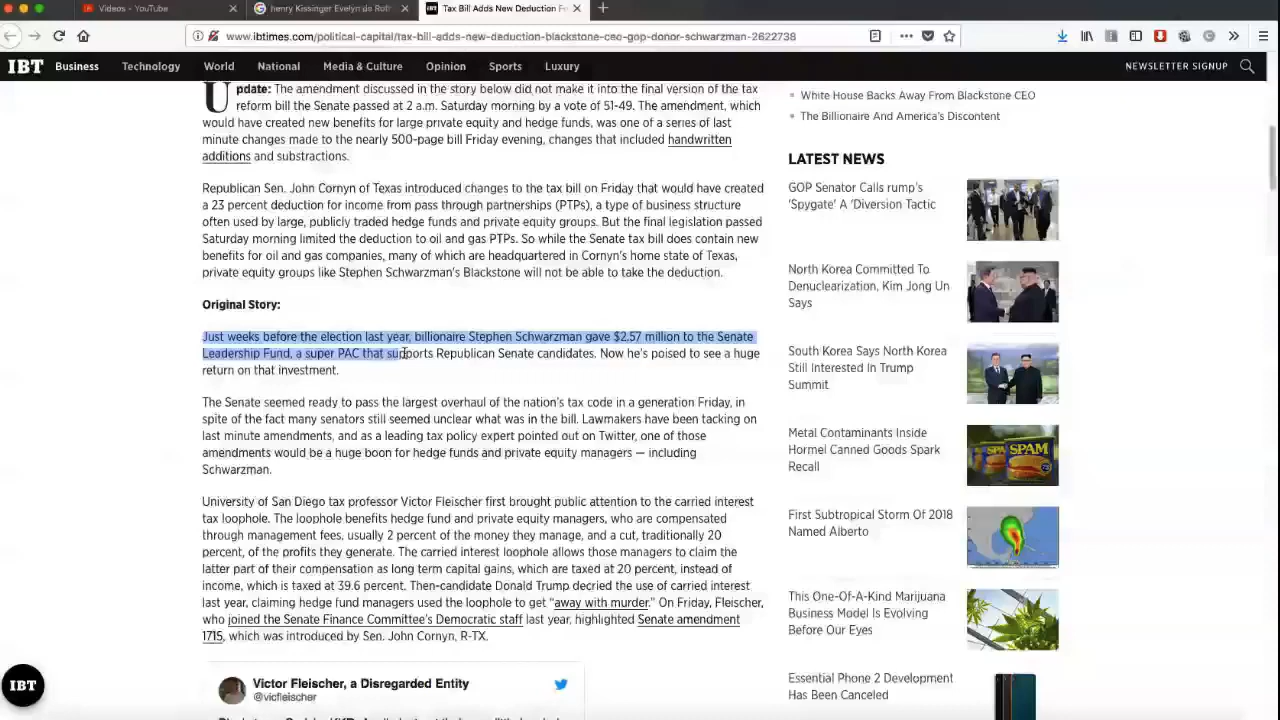 Videos - YouTube
henry Kissinger Evelyn de Roth
Tax Bill Adds New Deduction F
www.ibtimes.com/political-capital/tax-bill-adds-new-deduction-blackstone-ceo-gop-donor-schwarzman-2622738
IBT Business Technology World National Media & Culture Opinion Sports Luxury NEWSLETTER SIGNUP
Update: The amendment discussed in the story below did not make it into the final version of the tax
reform bill the Senate passed at 2 a.m. Saturday morning by a vote of 51-49. The amendment, which
would have created new benefits for large private equity and hedge funds, was one of a series of last
minute changes made to the nearly 500-page bill Friday evening, changes that included handwritten
additions and substractions.
Republican Sen. John Cornyn of Texas introduced changes to the tax bill on Friday that would have created
a 23 percent deduction for income from pass through partnerships (PTPs), a type of business structure
often used by large, publicly traded hedge funds and private equity groups. But the final legislation passed
Saturday morning limited the deduction to oil and gas PTPs. So while the Senate tax bill does contain new
benefits for oil and gas companies, many of which are headquartered in Cornyn's home state of Texas,
private equity groups like Stephen Schwarzman's Blackstone will not be able to take the deduction.
Original Story:
Just weeks before the election last year, billionaire Stephen Schwarzman gave $2.57 million to the Senate
Leadership Fund, a super PAC that supports Republican Senate candidates. Now he's poised to see a huge
return on that investment.
The Senate seemed ready to pass the largest overhaul of the nation's tax code in a generation Friday, in
spite of the fact many senators still seemed unclear what was in the bill. Lawmakers have been tacking on
last minute amendments, and as a leading tax policy expert pointed out on Twitter, one of those
amendments would be a huge boon for hedge funds and private equity managers — including
Schwarzman.
University of San Diego tax professor Victor Fleischer first brought public attention to the carried interest
tax loophole. The loophole benefits hedge fund and private equity managers, who are compensated
through management fees, usually 2 percent of the money they manage, and a cut, traditionally 20
percent, of the profits they generate. The carried interest loophole allows those managers to claim the
latter part of their compensation as long term capital gains, which are taxed at 20 percent, instead of
income, which is taxed at 39.6 percent. Then-candidate Donald Trump decried the use of carried interest
last year, claiming hedge fund managers used the loophole to get "away with murder." On Friday, Fleischer,
who joined the Senate Finance Committee's Democratic staff last year, highlighted Senate amendment
1715, which was introduced by Sen. John Cornyn, R-TX.
Victor Fleischer, a Disregarded Entity
@vicfleischer
IBT
White House Backs Away From Blackstone CEO
The Billionaire And America's Discontent
LATEST NEWS
GOP Senator Calls rump's
'Spygate' A 'Diversion Tactic
North Korea Committed To
Denuclearization, Kim Jong Un
Says
South Korea Says North Korea
Still Interested In Trump
Summit
Metal Contaminants Inside
Hormel Canned Goods Spark
Recall
SPAM
First Subtropical Storm Of 2018
Named Alberto
This One-Of-A-Kind Marijuana
Business Model Is Evolving
Before Our Eyes
Essential Phone 2 Development
Has Been Canceled